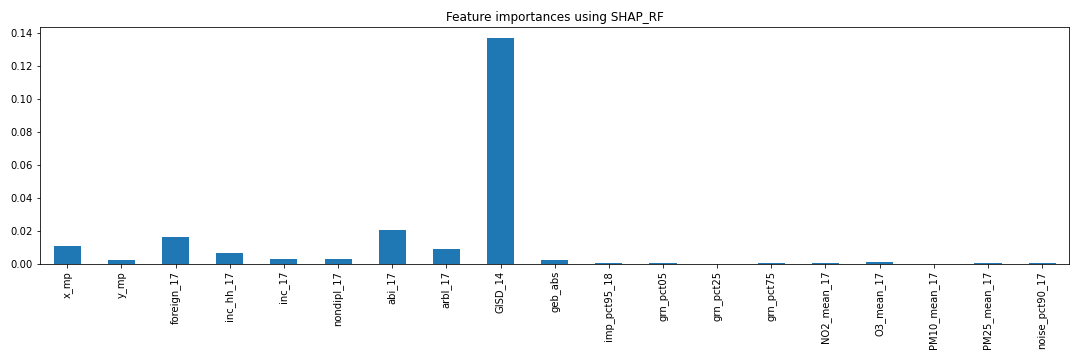 Feature importances using SHAP_RF
0.14
0.12
0.10
0.08
0.06
0.04
0.02
0.00
x_mp
y_mp
foreign_17
inc_hh_17
inc_17
nondipl_17
abi_17
arbl_17
GISD_14
geb_abs
imp_pct95_18
grn_pct05
grn_pct25
grn_pct75
NO2_mean_17
O3_mean_17
PM10_mean_17
PM25_mean_17
noise_pct90_17